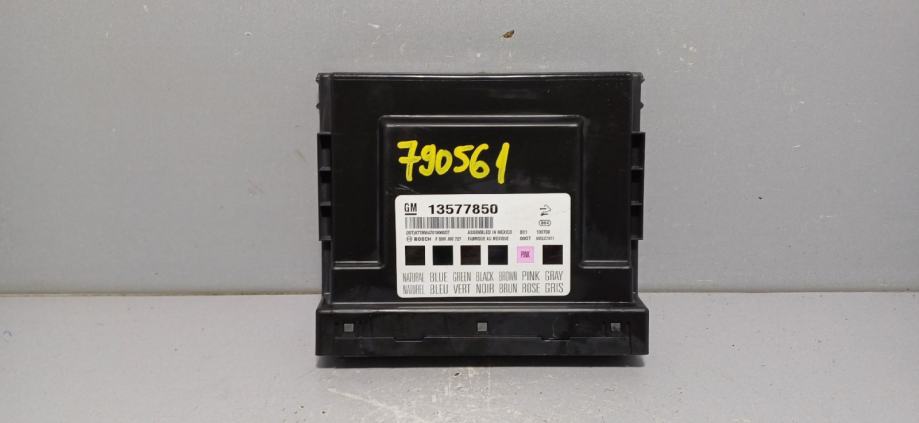 790561
GM 13577850
ASSEMBLED IN MEXICO
BOSCH FABRIQUE AU MEXIQUE
PINK
NATURAL BLUE GREEN BLACK BROWN PINK GRAY
NATUREL BLEU VERT NOIR BRUN ROSE GRIS